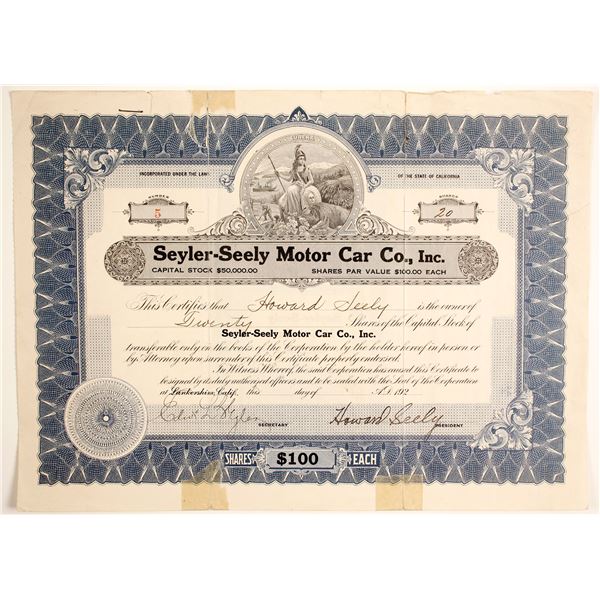 EUREKA
INCORPORATED UNDER THE LAWS OF THE STATE OF CALIFORNIA
NUMBER
5
SHARES
20
Seyler-Seely Motor Car Co., Inc.
CAPITAL STOCK $50,000.00 SHARES PAR VALUE $100.00 EACH
This Certifies that Howard Seely is the owner of
Twenty Shares of the Capital Stock of
Seyler-Seely Motor Car Co., Inc.
transferable only on the books of the Corporation by the holder hereof in person or
by Attorney upon surrender of this Certificate properly endorsed.
In Witness Whereof, the said Corporation has caused this Certificate to
be signed by its duly authorized officers and to be sealed with the Seal of the Corporation
at Lankershim, Calif. this day of A.D. 192
Howard Seely
SECRETARY PRESIDENT
SHARES $100 EACH